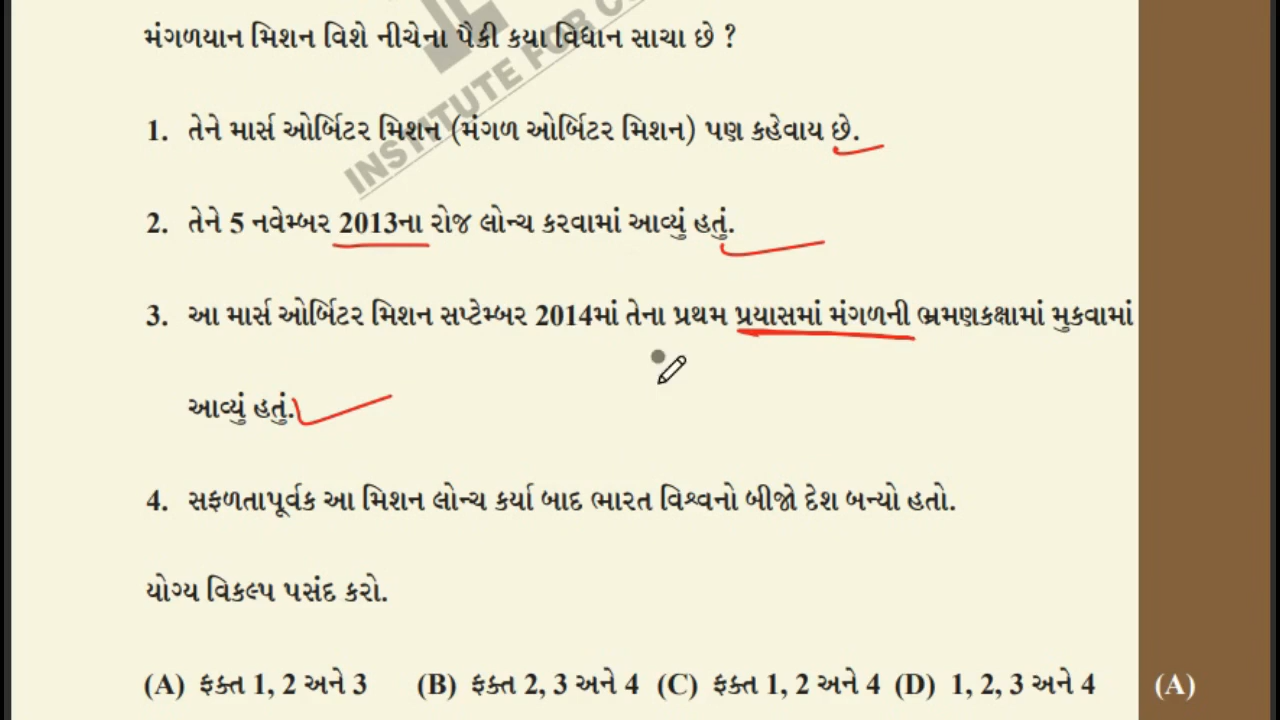 મંગળયાન મિશન વિશે નીચેના પૈકી કયા વિધાન સાચા છે ?
INSTITUTE FOR C
1. તેને માર્સ ઓર્બિટર મિશન (મંગળ ઓર્બિટર મિશન) પણ કહેવાય છે.
2. તેને 5 નવેમ્બર 2013ના રોજ લોન્ચ કરવામાં આવ્યું હતું.
3. આ માર્સ ઓર્બિટર મિશન સપ્ટેમ્બર 2014માં તેના પ્રથમ પ્રયાસમાં મંગળની ભ્રમણકક્ષામાં મુકવામાં
આવ્યું હતું.
4. સફળતાપૂર્વક આ મિશન લોન્ચ કર્યા બાદ ભારત વિશ્વનો બીજો દેશ બન્યો હતો.
યોગ્ય વિકલ્પ પસંદ કરો.
(A) ફક્ત 1, 2 અને 3 (B) ફક્ત 2, 3 અને 4 (C) ફક્ત 1, 2 અને 4 (D) 1, 2, 3 અને 4 (A)